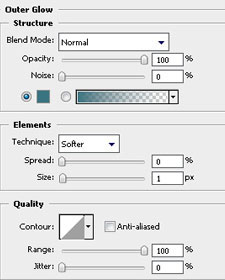 Outer Glow
Structure
Blend Mode: Normal
Opacity: 100 %
Noise: 0 %
Elements
Technique: Softer
Spread: 0 %
Size: 1 px
Quality
Contour: Anti-aliased
Range: 100 %
Jitter: 0 %